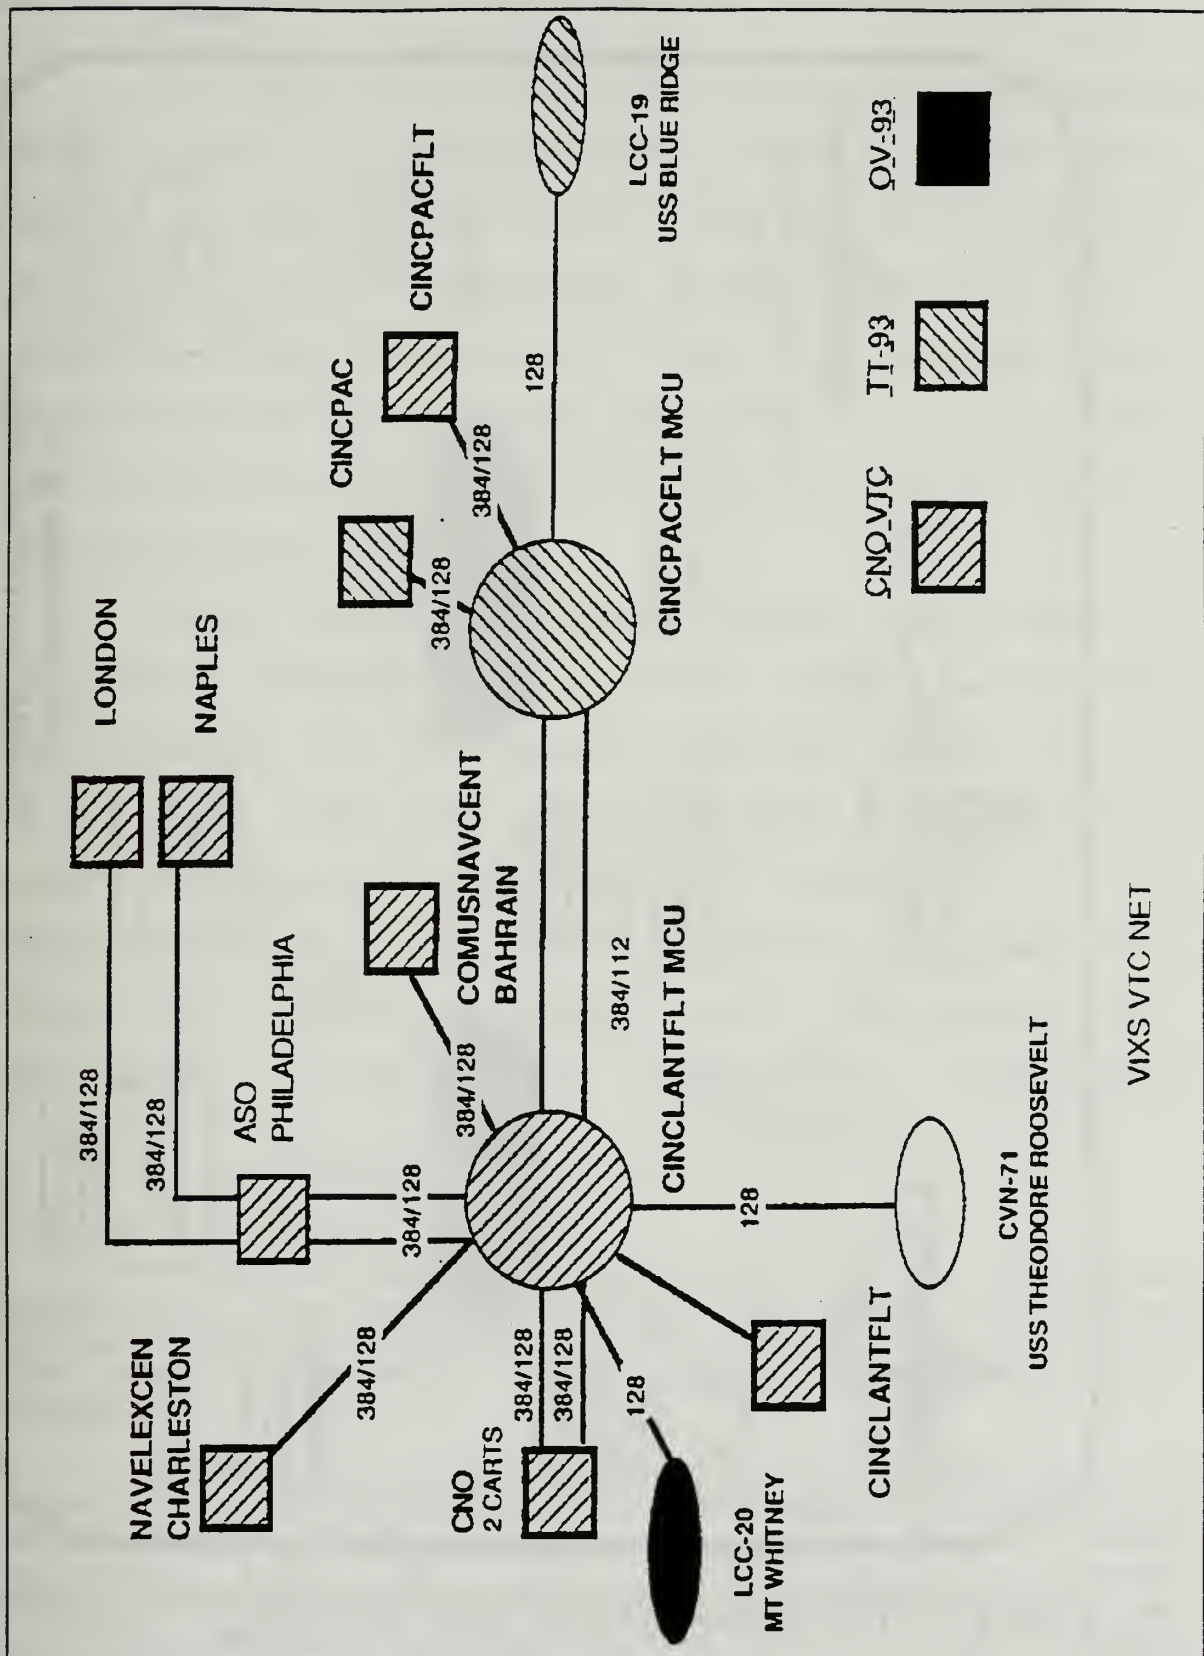 NAVELEXCEN
CHARLESTON
384/128
ASO
PHILADELPHIA
384/128
384/128
LONDON
NAPLES
384/128
384/128
CNO
2 CARTS
384/128
384/128
COMUSNAVCENT
BAHRAIN
384/128
CINCPAC
384/128
CINCPACFLT
384/128
LCC-20
MT WHITNEY
128
CINCLANTFLT MCU
384/112
CINCPACFLT MCU
128
LCC-19
USS BLUE RIDGE
CINCLANTFLT
128
CVN-71
USS THEODORE ROOSEVELT
CNO VTC
TT-93
OV-93
VIXS VTC NET